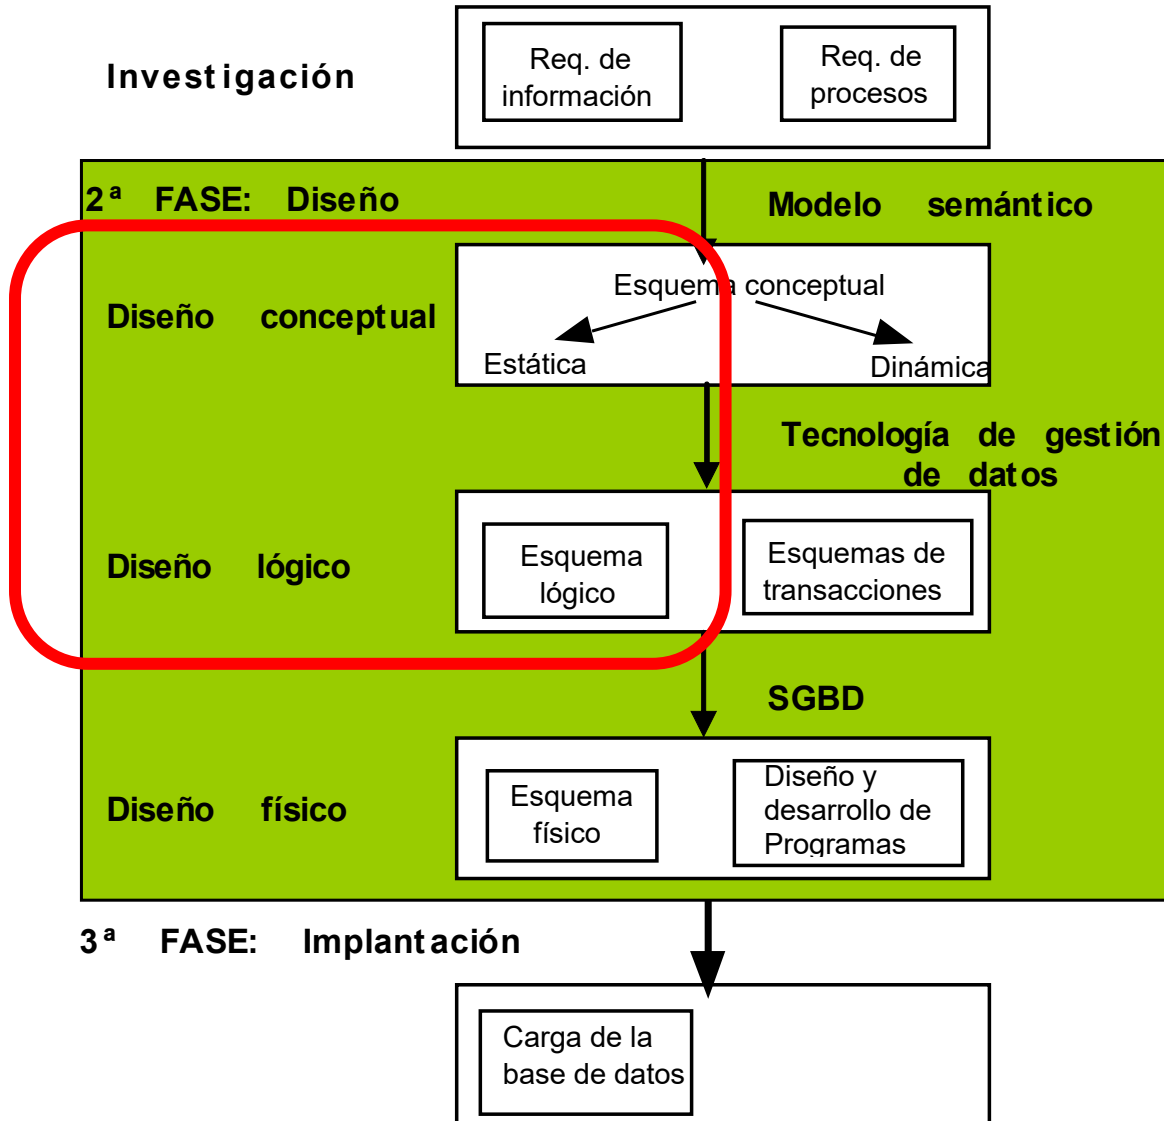 Investigación
Req. de
información
Req. de
procesos
2ª FASE: Diseño
Modelo semántico
Diseño conceptual
Esquema conceptual
Estática
Dinámica
Tecnología de gestión
de datos
Diseño lógico
Esquema
lógico
Esquemas de
transacciones
SGBD
Diseño físico
Esquema
físico
Diseño y
desarrollo de
Programas
3ª FASE: Implantación
Carga de la
base de datos